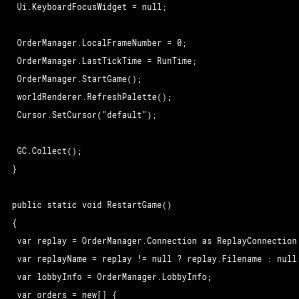 Ui.KeyboardFocusWidget = null;
OrderManager.LocalFrameNumber = 0;
OrderManager.LastTickTime = RunTime;
OrderManager.StartGame();
worldRenderer.RefreshPalette();
Cursor.SetCursor("default");
GC.Collect();
}
public static void RestartGame()
{
var replay = OrderManager.Connection as ReplayConnection
var replayName = replay != null ? replay.Filename : null
var lobbyInfo = OrderManager.LobbyInfo;
var orders = new[] {